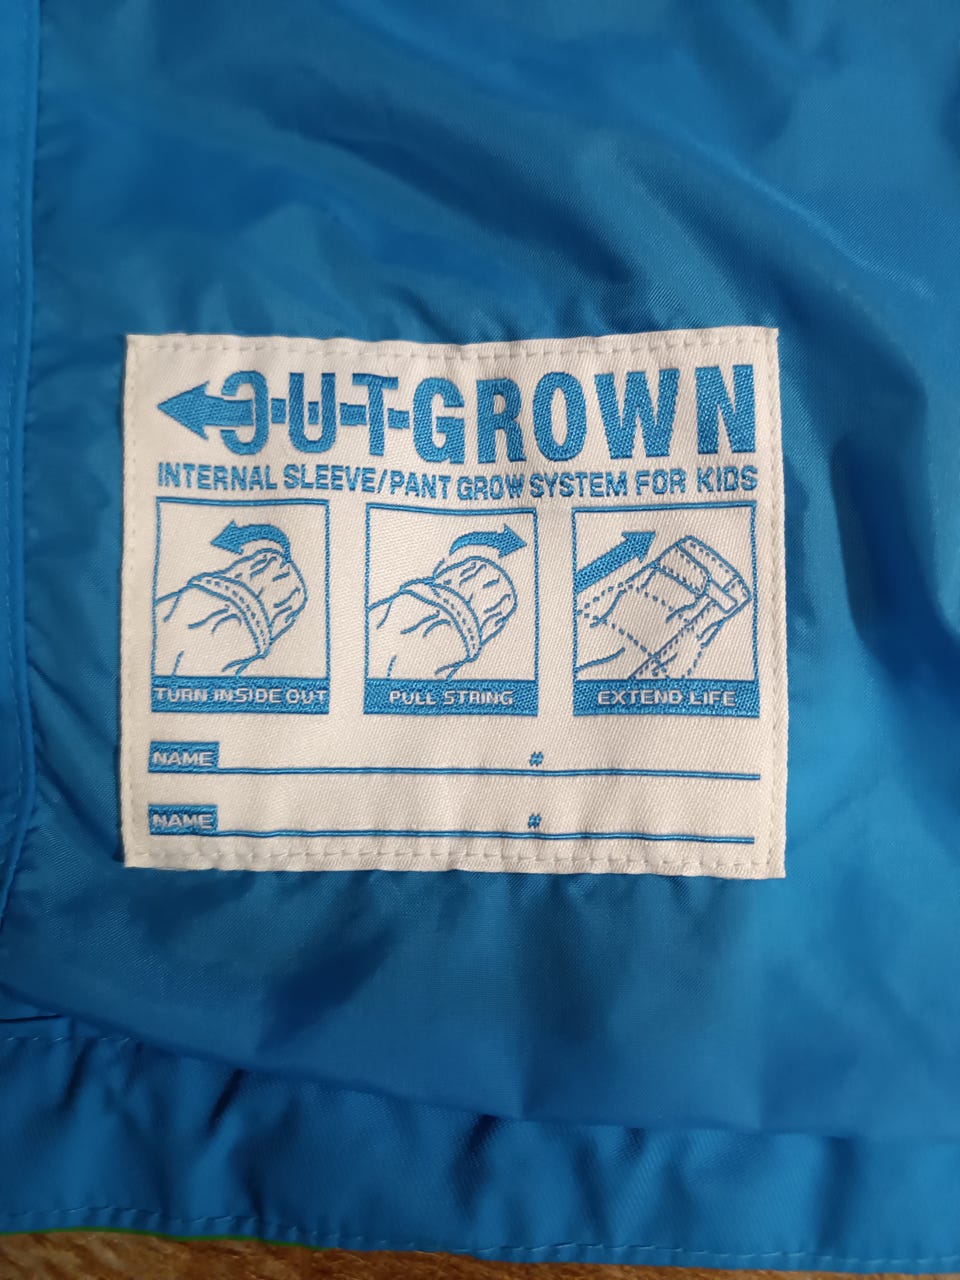 OUTGROWN
INTERNAL SLEEVE/PANT GROW SYSTEM FOR KIDS
TURN INSIDE OUT
PULL STRING
EXTEND LIFE
NAME #
NAME #